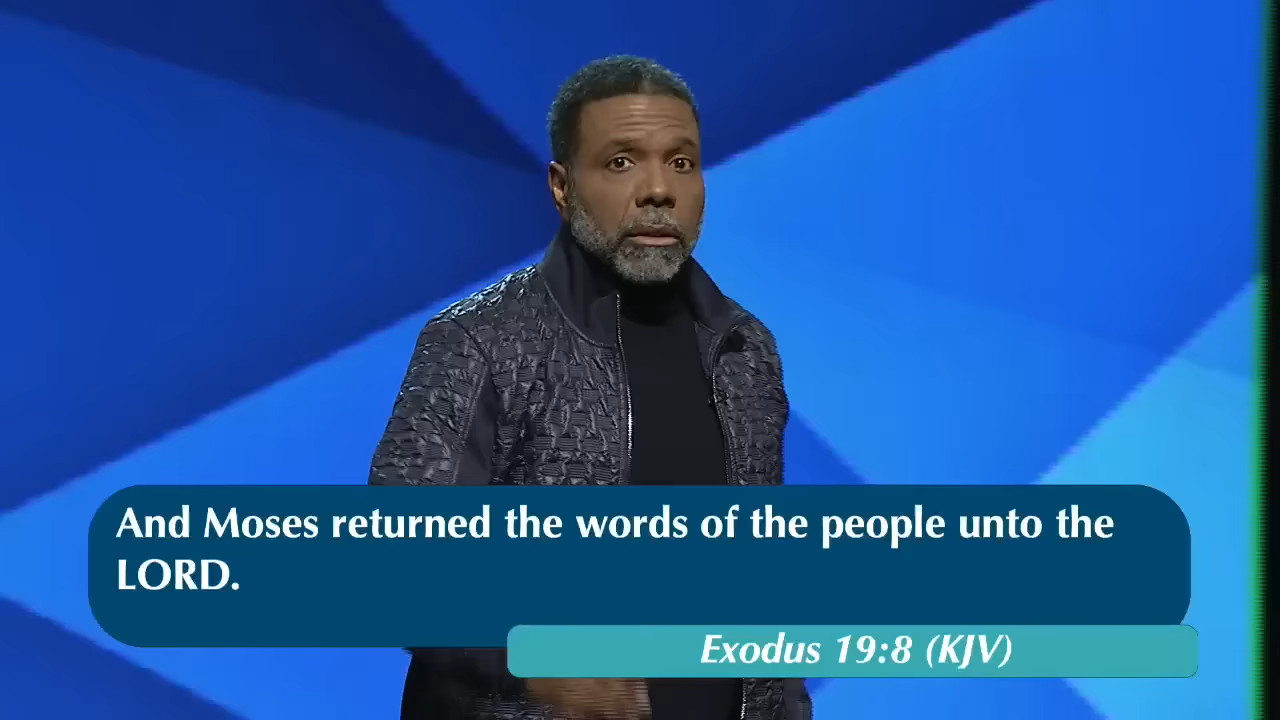 And Moses returned the words of the people unto the
LORD.
Exodus 19:8 (KJV)